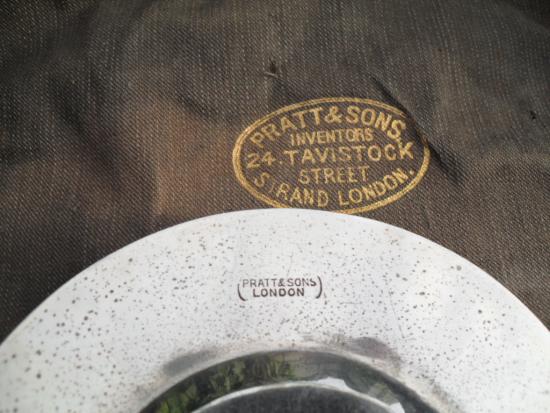 PRATT & SONS.
INVENTORS
24. TAVISTOCK
STREET
STRAND LONDON.
PRATT & SONS
LONDON